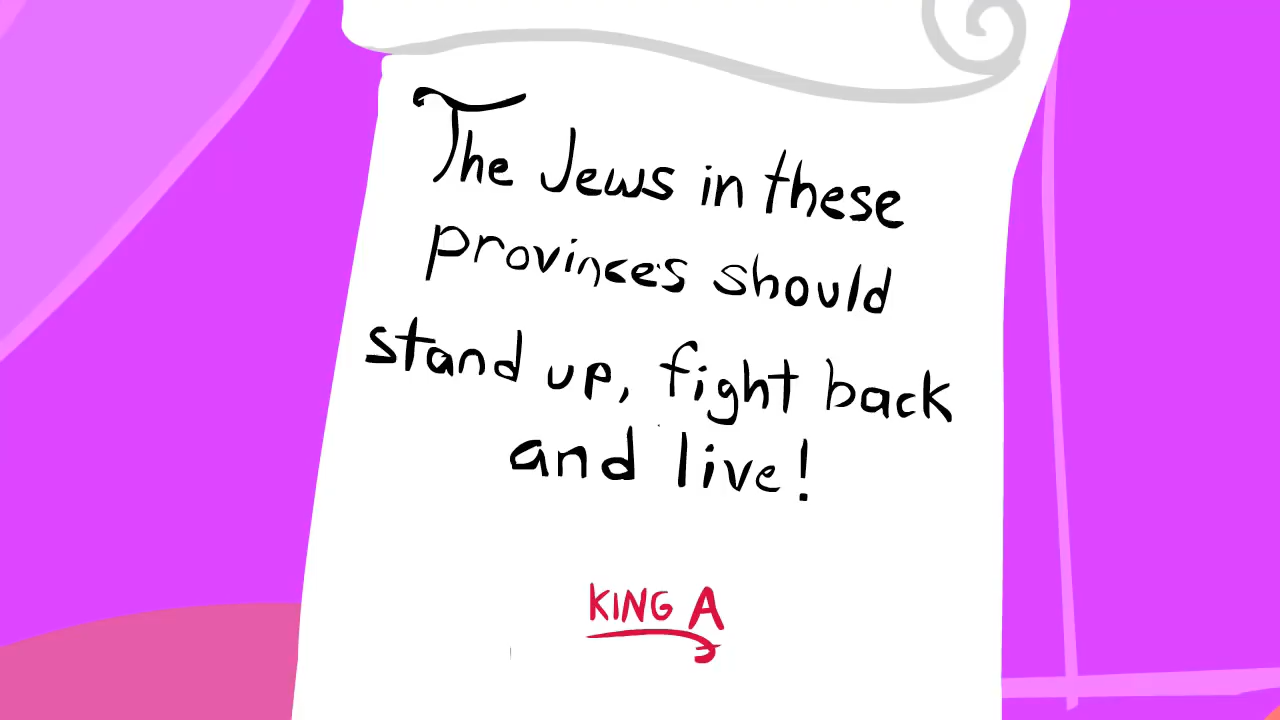 The Jews in these
provinces should
stand up, fight back
and live!
KING A